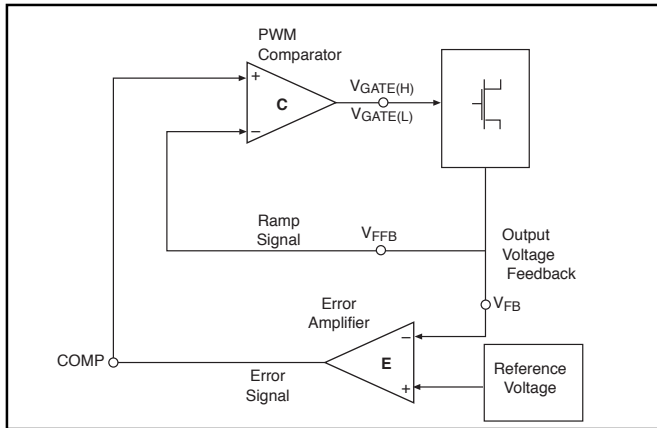 PWM
Comparator
+
C
–
VGATE(H)
VGATE(L)
Ramp
Signal
VFFB
Output
Voltage
Feedback
VFB
Error
Amplifier
–
E
+
COMP
Error
Signal
Reference
Voltage